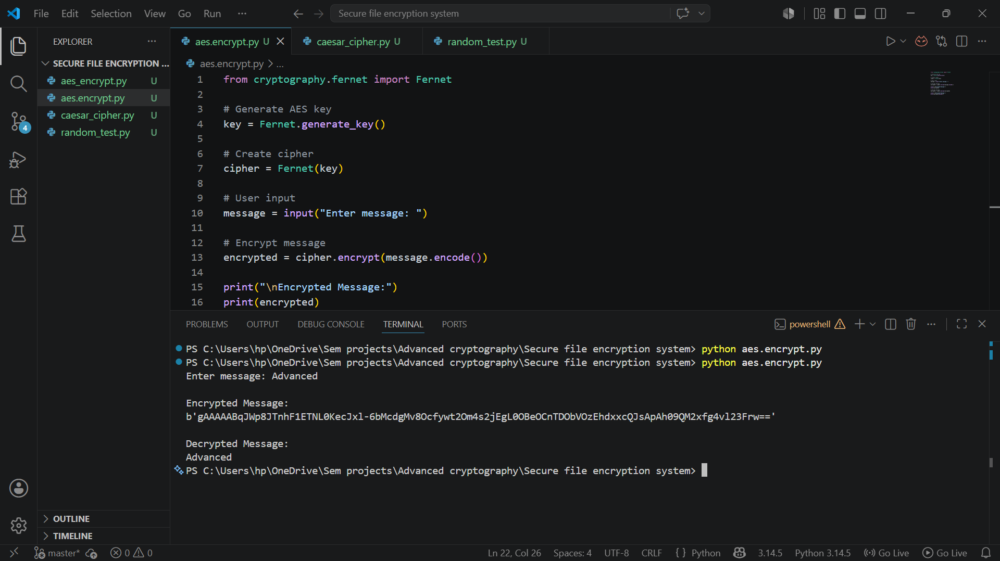 File Edit Selection View Go Run ... Secure file encryption system
EXPLORER ...
SECURE FILE ENCRYPTION ...
aes_encrypt.py U
aes.encrypt.py U
caesar_cipher.py U
random_test.py U
4
OUTLINE
TIMELINE
aes.encrypt.py U caesar_cipher.py U random_test.py U
aes.encrypt.py > ...
1 from cryptography.fernet import Fernet
2
3 # Generate AES key
4 key = Fernet.generate_key()
5
6 # Create cipher
7 cipher = Fernet(key)
8
9 # User input
10 message = input("Enter message: ")
11
12 # Encrypt message
13 encrypted = cipher.encrypt(message.encode())
14
15 print("\nEncrypted Message:")
16 print(encrypted)
PROBLEMS OUTPUT DEBUG CONSOLE TERMINAL PORTS powershell
PS C:\Users\hp\OneDrive\Sem projects\Advanced cryptography\Secure file encryption system> python aes.encrypt.py
PS C:\Users\hp\OneDrive\Sem projects\Advanced cryptography\Secure file encryption system> python aes.encrypt.py
Enter message: Advanced
Encrypted Message:
b'gAAAAABqJWp8JTnhF1ETNL0KecJxl-6bMcdgMv8Ocfywt2Om4s2jEgL0OBeOCnTDObVOzEhdxxcQJsApAh09QM2xfg4vl23Frw=='
Decrypted Message:
Advanced
PS C:\Users\hp\OneDrive\Sem projects\Advanced cryptography\Secure file encryption system>
master* 0 0 Ln 22, Col 26 Spaces: 4 UTF-8 CRLF { } Python 3.14.5 Python 3.14.5 Go Live Go Live